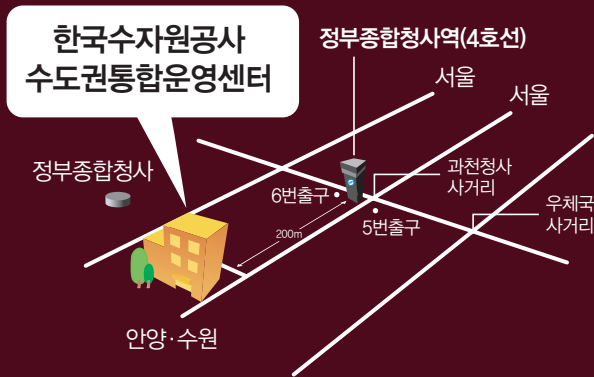 한국수자원공사
수도권통합운영센터
정부종합청사역(4호선)
서울
서울
정부종합청사
6번출구
과천청사
사거리
우체국
사거리
5번출구
200m
안양·수원